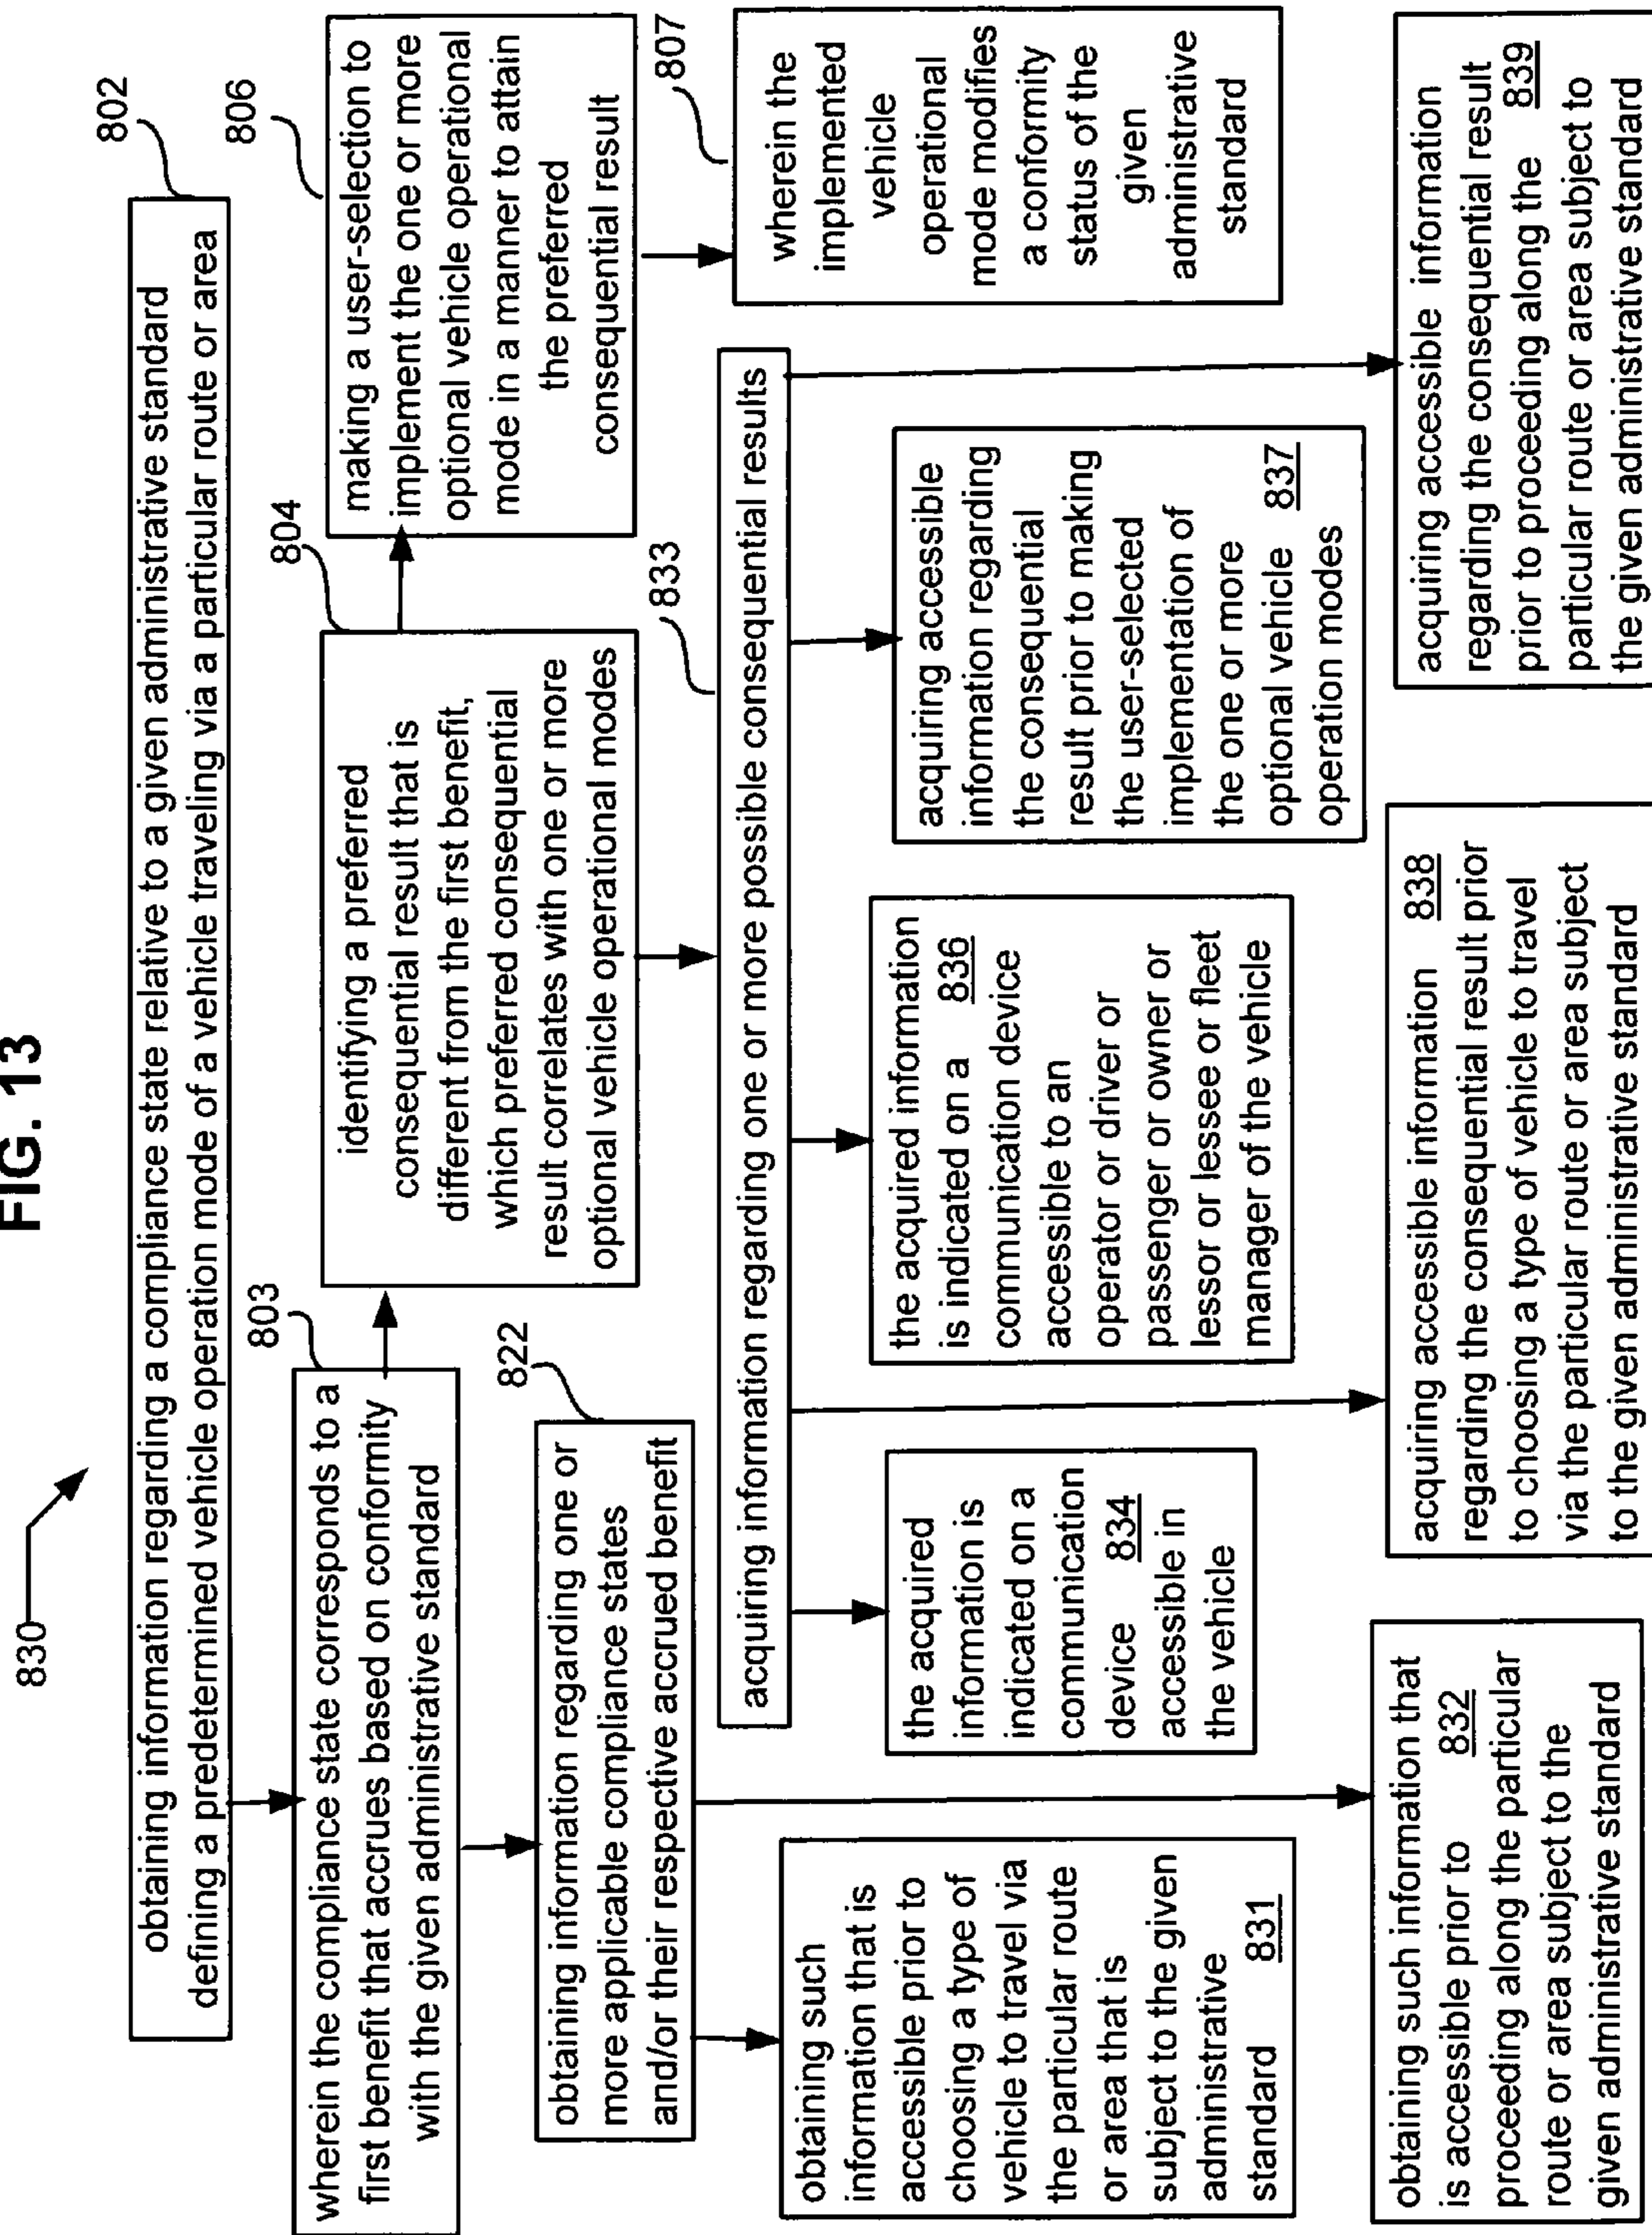 FIG. 13
830
802
obtaining information regarding a compliance state relative to a given administrative standard
defining a predetermined vehicle operation mode of a vehicle traveling via a particular route or area
803
wherein the compliance state corresponds to a
first benefit that accrues based on conformity
with the given administrative standard
804
identifying a preferred
consequential result that is
different from the first benefit,
which preferred consequential
result correlates with one or more
optional vehicle operational modes
806
making a user-selection to
implement the one or more
optional vehicle operational
mode in a manner to attain
the preferred
consequential result
822
obtaining information regarding one or
more applicable compliance states
and/or their respective accrued benefit
833
acquiring information regarding one or more possible consequential results
807
wherein the
implemented
vehicle
operational
mode modifies
a conformity
status of the
given
administrative
standard
obtaining such
information that is
accessible prior to
choosing a type of
vehicle to travel via
the particular route
or area that is
subject to the given
administrative
standard 831
the acquired
information is
indicated on a
communication
device 834
accessible in
the vehicle
the acquired information
is indicated on a 836
communication device
accessible to an
operator or driver or
passenger or owner or
lessor or lessee or fleet
manager of the vehicle
acquiring accessible
information regarding
the consequential
result prior to making
the user-selected
implementation of
the one or more
optional vehicle 837
operation modes
obtaining such information that
is accessible prior to 832
proceeding along the particular
route or area subject to the
given administrative standard
acquiring accessible information 838
regarding the consequential result prior
to choosing a type of vehicle to travel
via the particular route or area subject
to the given administrative standard
acquiring accessible information
regarding the consequential result
prior to proceeding along the 839
particular route or area subject to
the given administrative standard